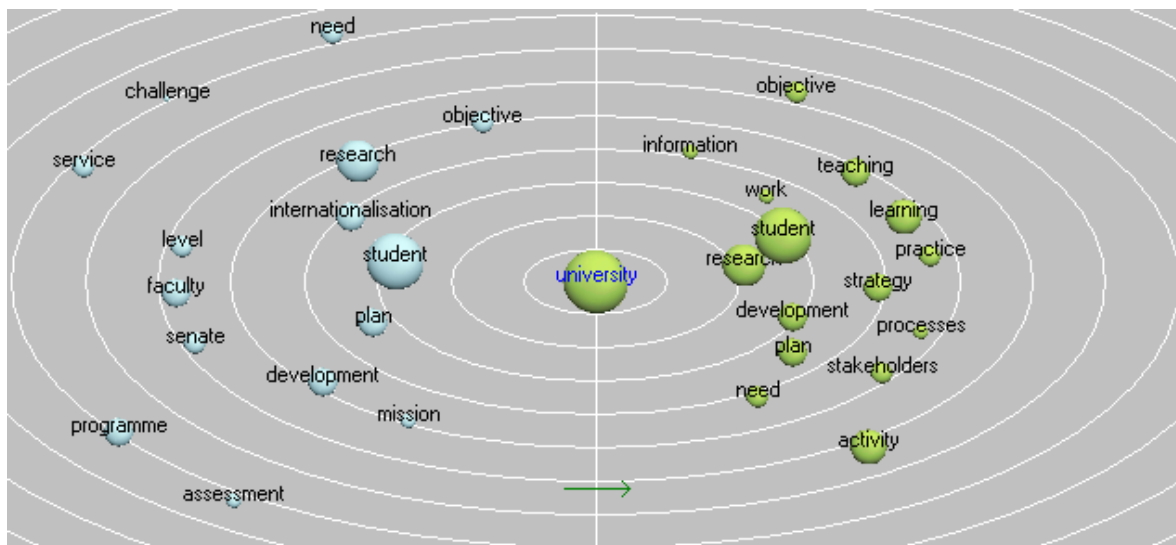 need
challenge
objective
objective
service
research
information
teaching
internationalisation
work
learning
level
student
student
practice
faculty
university
research
strategy
senate
plan
development
processes
development
plan
stakeholders
mission
need
programme
activity
assessment